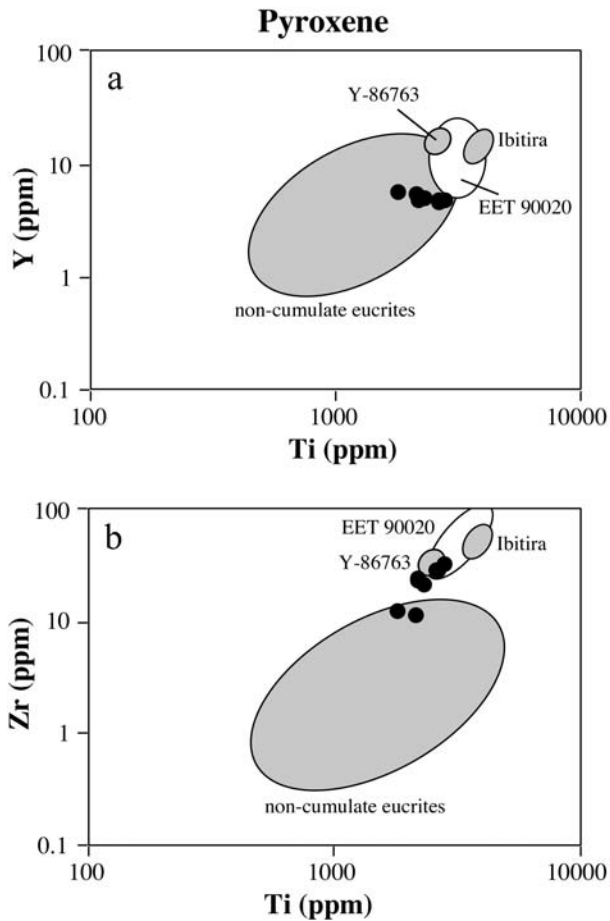 Pyroxene
100
a
Y-86763
Ibitira
10
EET 90020
Y (ppm)
1
non-cumulate eucrites
0.1
100
1000
10000
Ti (ppm)
100
b
EET 90020
Ibitira
Y-86763
10
Zr (ppm)
1
non-cumulate eucrites
0.1
100
1000
10000
Ti (ppm)